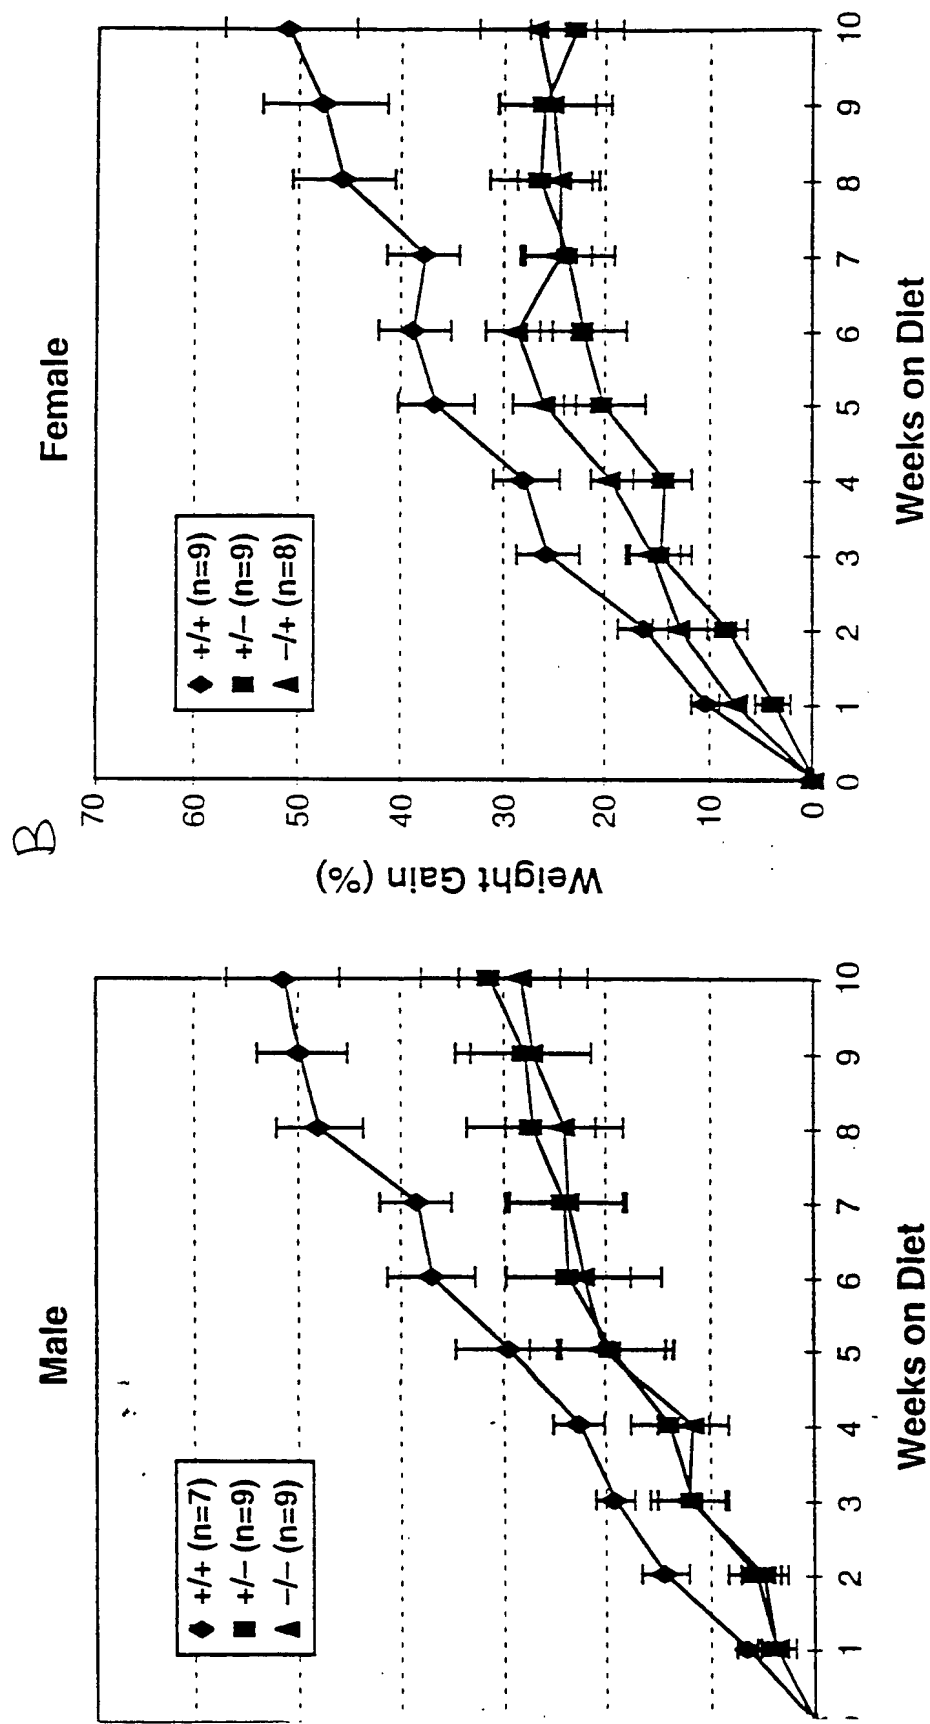 Male
+/+ (n=7)
+/− (n=9)
−/− (n=9)
1 2 3 4 5 6 7 8 9 10
Weeks on Diet
B
Female
Weight Gain (%)
70
60
50
40
30
20
10
0
+/+ (n=9)
+/− (n=9)
−/+ (n=8)
0 1 2 3 4 5 6 7 8 9 10
Weeks on Diet